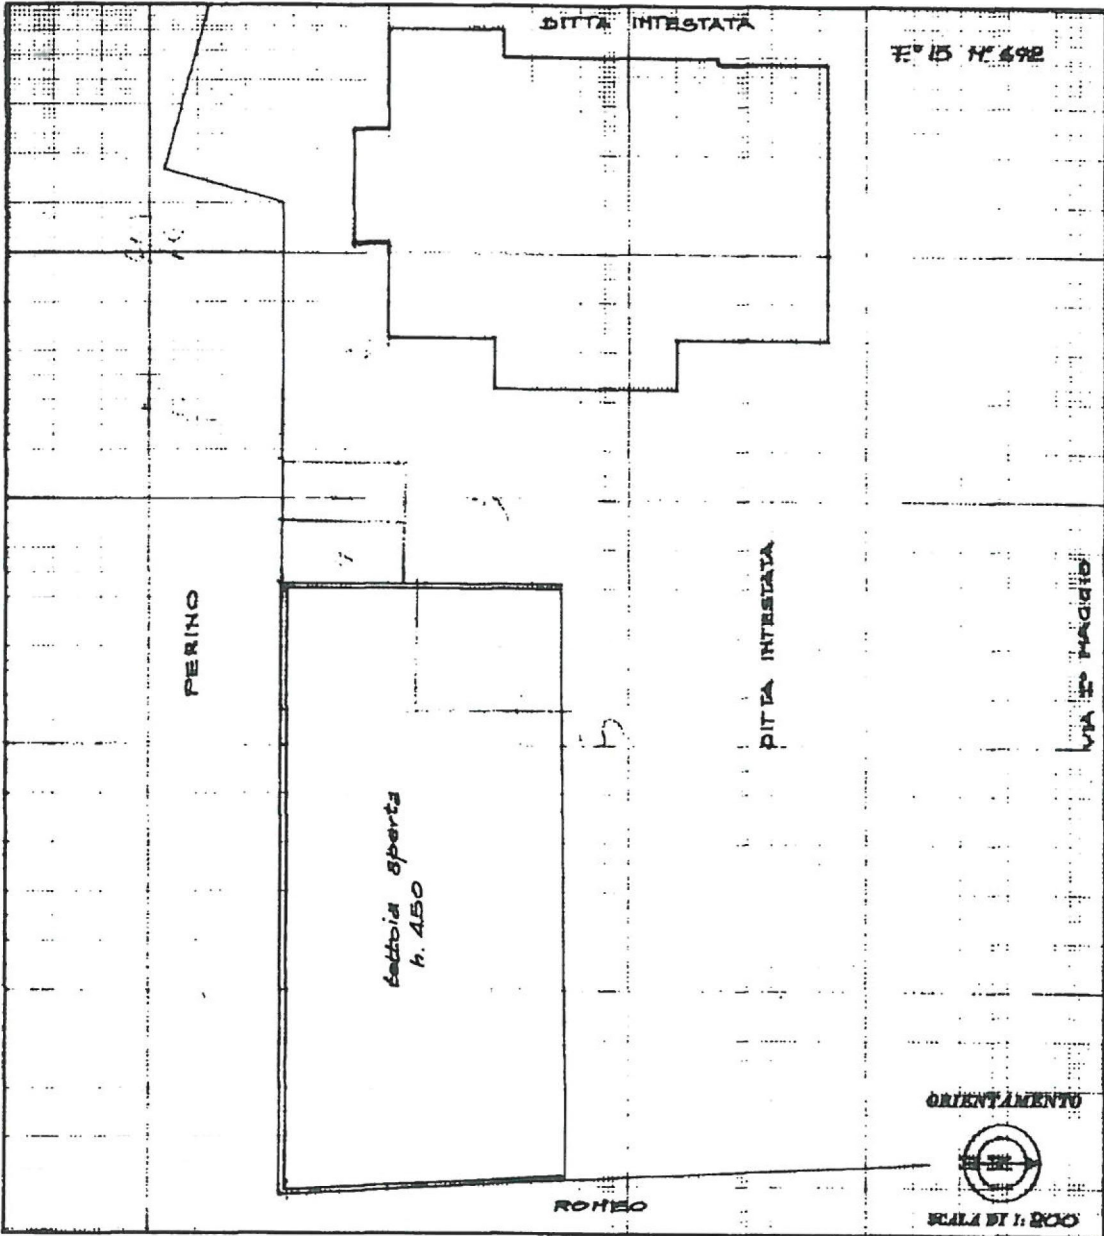 DITTA INTESTATA
F° 15 N° 692
PERINO
DITTA INTESTATA
VIA I° MAGGIO
tettoia aperta
h. 4.50
ROMEO
ORIENTAMENTO
SCALA DI 1: 200